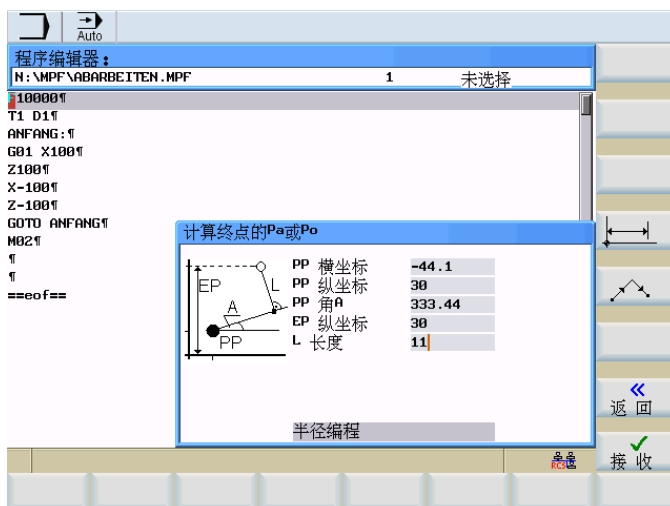 Auto
程序编辑器：
N:\MPF\ABARBEITEN.MPF 1 未选择
10000¶
T1 D1¶
ANFANG:¶
G01 X100¶
Z100¶
X-100¶
Z-100¶
GOTO ANFANG¶
M02¶
¶
¶
==eof==
计算终点的Pa或Po
EP
L
A
PP
PP 横坐标 -44.1
PP 纵坐标 30
PP 角A 333.44
EP 纵坐标 30
L 长度 11
半径编程
RCS
返回
接收